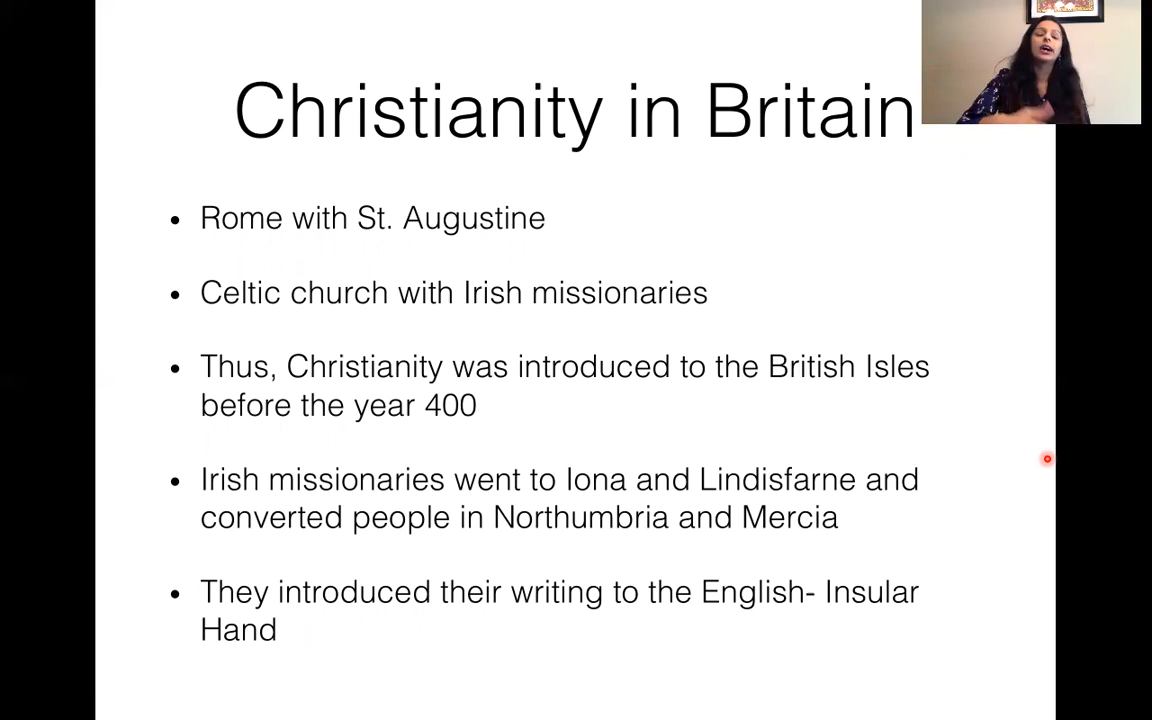 Christianity in Britain
• Rome with St. Augustine
• Celtic church with Irish missionaries
• Thus, Christianity was introduced to the British Isles
before the year 400
• Irish missionaries went to Iona and Lindisfarne and
converted people in Northumbria and Mercia
• They introduced their writing to the English- Insular
Hand